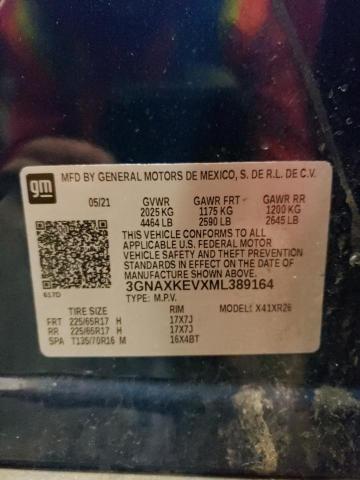 gm MFD BY GENERAL MOTORS DE MEXICO, S. DE R.L. DE C.V.
05/21 GVWR GAWR FRT GAWR RR
2025 KG 1175 KG 1200 KG
4464 LB 2590 LB 2645 LB
THIS VEHICLE CONFORMS TO ALL
APPLICABLE U.S. FEDERAL MOTOR
VEHICLE SAFETY AND THEFT
PREVENTION STANDARDS IN EFFECT
ON THE DATE OF MANUFACTURE
SHOWN ABOVE.
617D
3GNAXKEVXML389164
TYPE: M.P.V.
TIRE SIZE RIM MODEL: X41XR26
FRT 225/65R17 H 17X7J
RR 225/65R17 H 17X7J
SPA T135/70R16 M 16X4BT